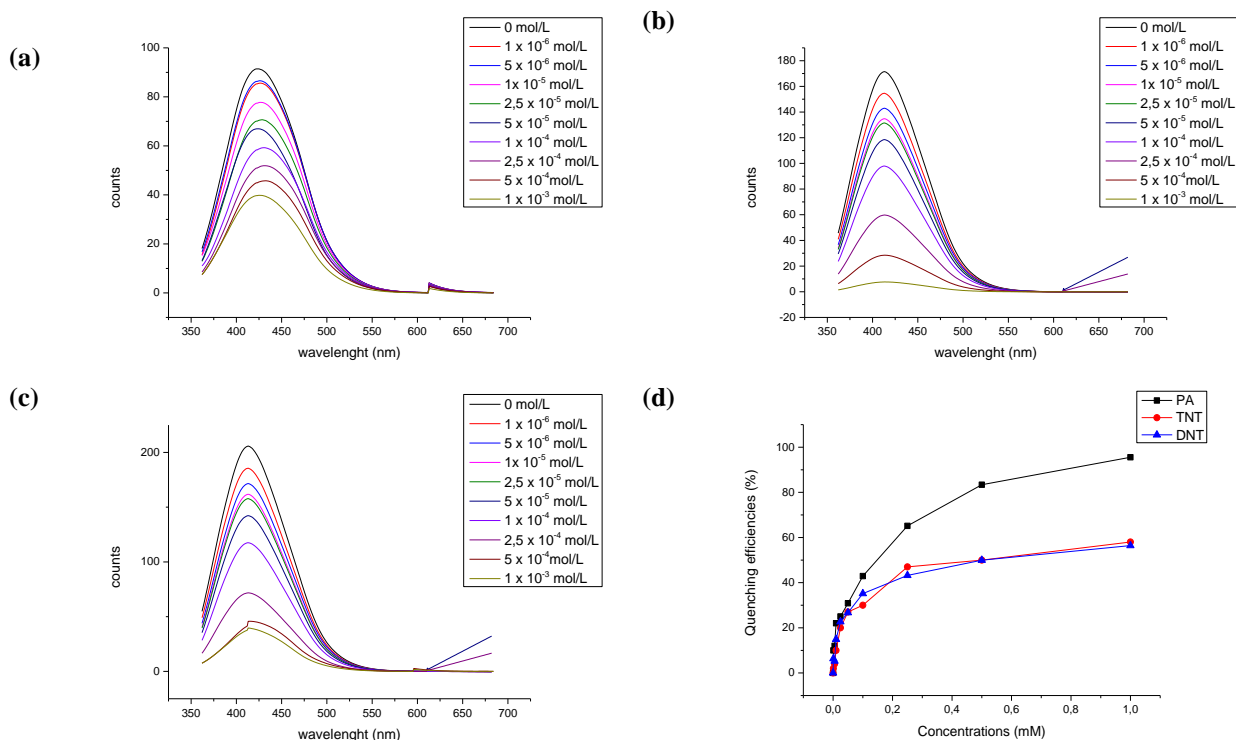 (a)
100
80
60
40
20
0
counts
350 400 450 500 550 600 650 700
wavelenght (nm)
0 mol/L
1 x 10⁻⁶ mol/L
5 x 10⁻⁶ mol/L
1x 10⁻⁵ mol/L
2,5 x 10⁻⁵ mol/L
5 x 10⁻⁵ mol/L
1 x 10⁻⁴ mol/L
2,5 x 10⁻⁴ mol/L
5 x 10⁻⁴mol/L
1 x 10⁻³ mol/L
(b)
180
160
140
120
100
80
60
40
20
0
-20
counts
350 400 450 500 550 600 650 700
wavelenght (nm)
0 mol/L
1 x 10⁻⁶ mol/L
5 x 10⁻⁶ mol/L
1x 10⁻⁵ mol/L
2,5 x 10⁻⁵ mol/L
5 x 10⁻⁵ mol/L
1 x 10⁻⁴ mol/L
2,5 x 10⁻⁴ mol/L
5 x 10⁻⁴mol/L
1 x 10⁻³ mol/L
(c)
200
100
0
counts
350 400 450 500 550 600 650 700
wavelenght (nm)
0 mol/L
1 x 10⁻⁶ mol/L
5 x 10⁻⁶ mol/L
1x 10⁻⁵ mol/L
2,5 x 10⁻⁵ mol/L
5 x 10⁻⁵ mol/L
1 x 10⁻⁴ mol/L
2,5 x 10⁻⁴ mol/L
5 x 10⁻⁴mol/L
1 x 10⁻³ mol/L
(d)
PA
TNT
DNT
100
80
60
40
20
0
Quenching efficiencies (%)
0,0 0,2 0,4 0,6 0,8 1,0
Concentrations (mM)